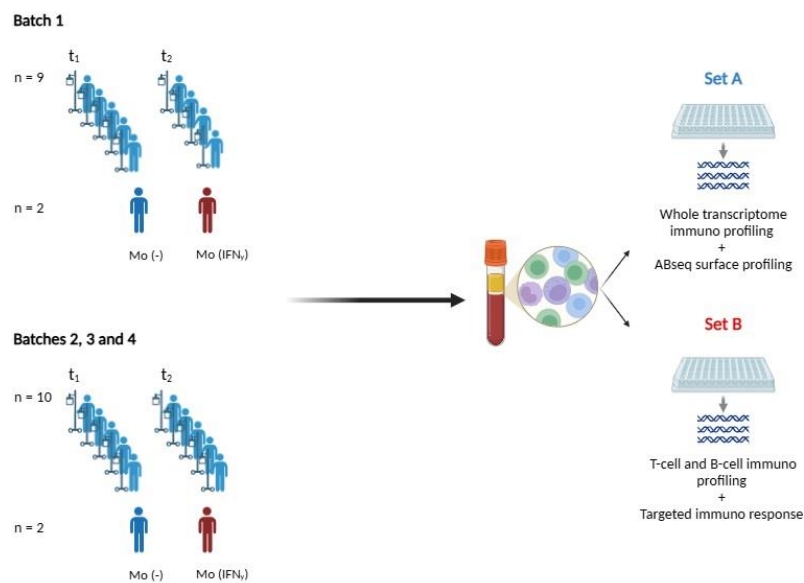 Batch 1
t₁ t₂
n = 9
n = 2
Mo (-) Mo (IFNᵧ)
Batches 2, 3 and 4
t₁ t₂
n = 10
n = 2
Mo (-) Mo (IFNᵧ)
Set A
Whole transcriptome
immuno profiling
+
ABseq surface profiling
Set B
T-cell and B-cell immuno
profiling
+
Targeted immuno response